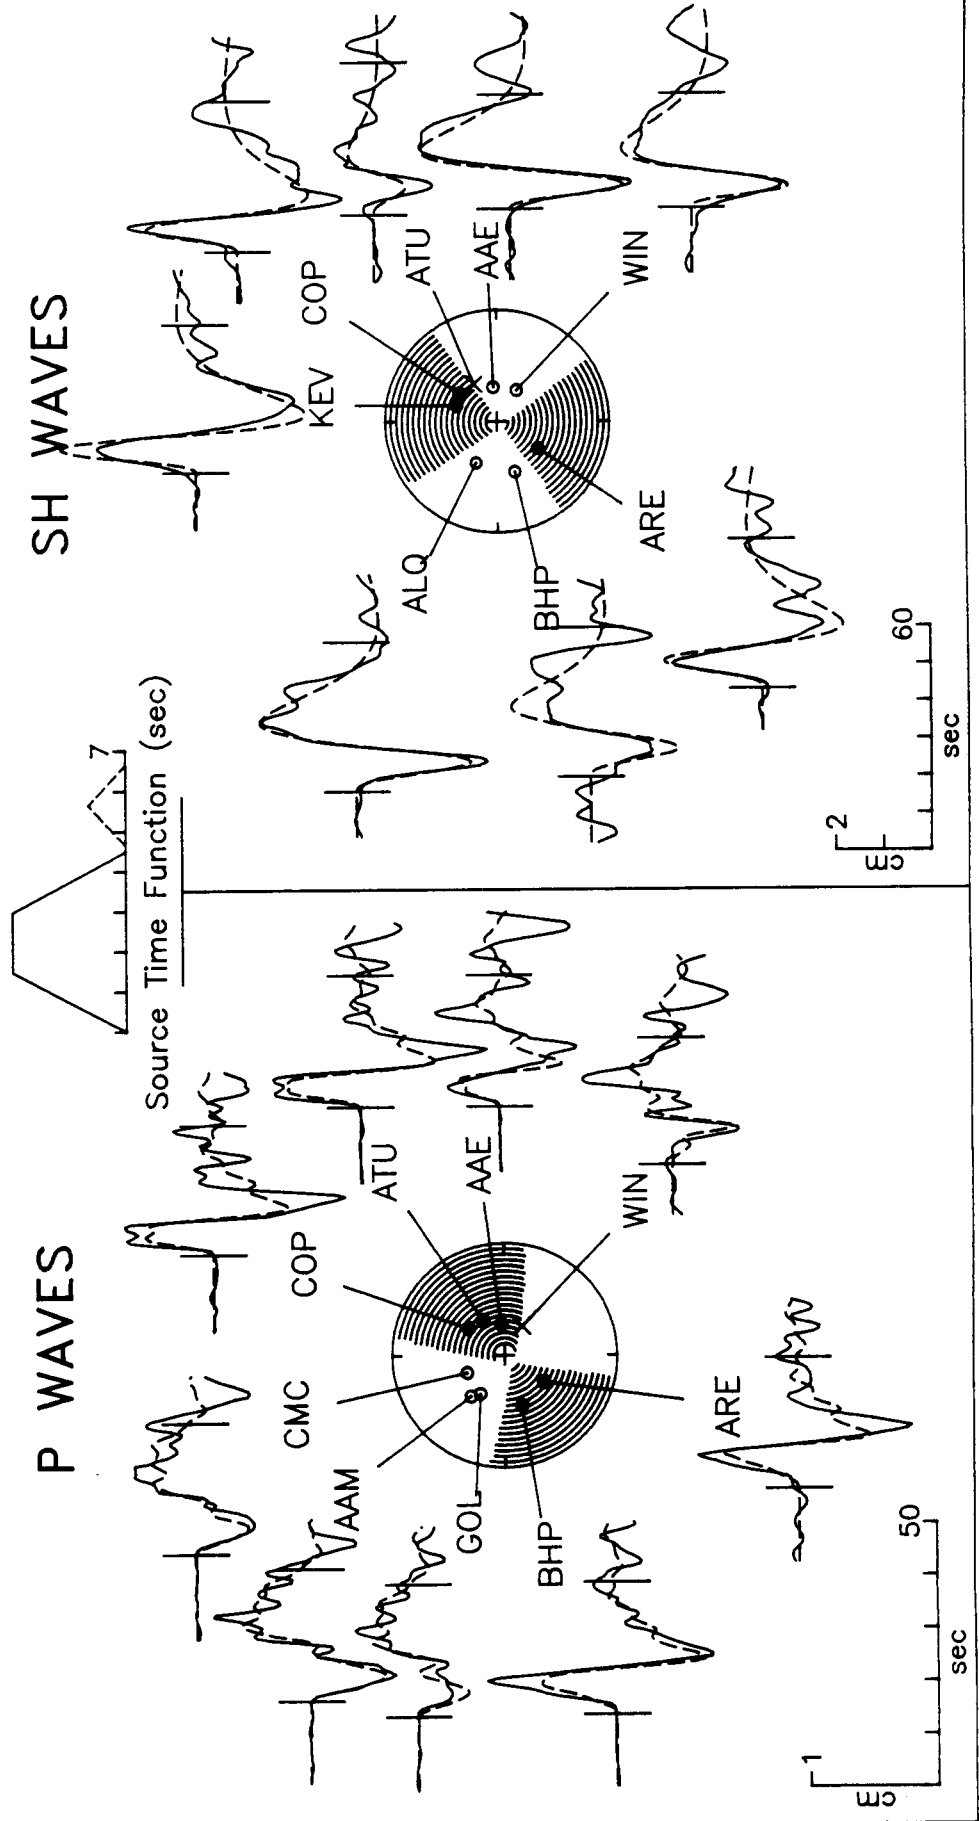 P WAVES
CMC
AAM
GOL
BHP
COP
ATU
AAE
WIN
ARE
1
cm
50
sec
7
Source Time Function (sec)
SH WAVES
KEV
COP
ATU
AAE
WIN
ALQ
BHP
ARE
2
cm
60
sec